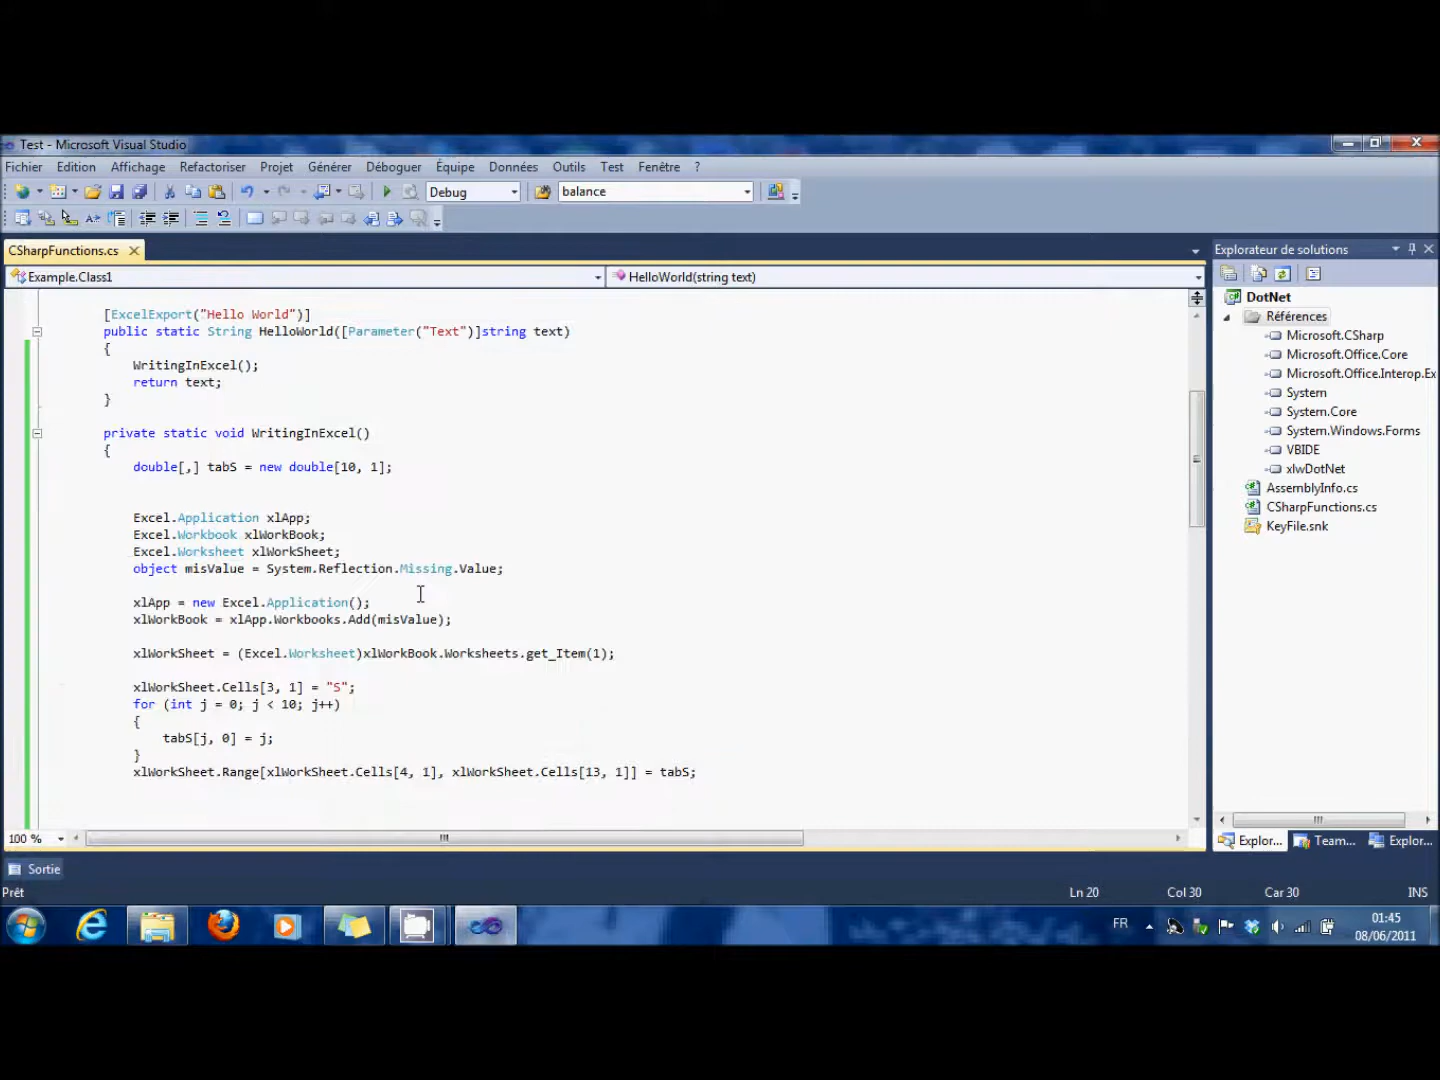 Test - Microsoft Visual Studio
Fichier Edition Affichage Refactoriser Projet Générer Déboguer Équipe Données Outils Test Fenêtre ?
Debug balance
CSharpFunctions.cs
Example.Class1 HelloWorld(string text)
[ExcelExport("Hello World")]
public static String HelloWorld([Parameter("Text")]string text)
{
WritingInExcel();
return text;
}
private static void WritingInExcel()
{
double[,] tabS = new double[10, 1];
Excel.Application xlApp;
Excel.Workbook xlWorkBook;
Excel.Worksheet xlWorkSheet;
object misValue = System.Reflection.Missing.Value;
xlApp = new Excel.Application();
xlWorkBook = xlApp.Workbooks.Add(misValue);
xlWorkSheet = (Excel.Worksheet)xlWorkBook.Worksheets.get_Item(1);
xlWorkSheet.Cells[3, 1] = "S";
for (int j = 0; j < 10; j++)
{
tabS[j, 0] = j;
}
xlWorkSheet.Range[xlWorkSheet.Cells[4, 1], xlWorkSheet.Cells[13, 1]] = tabS;
100 %
Explorateur de solutions
DotNet
Références
Microsoft.CSharp
Microsoft.Office.Core
Microsoft.Office.Interop.Ex
System
System.Core
System.Windows.Forms
VBIDE
xlwDotNet
AssemblyInfo.cs
CSharpFunctions.cs
KeyFile.snk
Explor... Team... Explor...
Sortie
Prêt Ln 20 Col 30 Car 30 INS
FR 01:45
08/06/2011